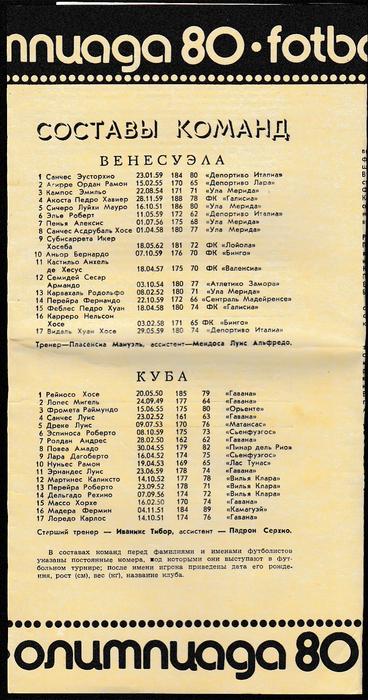 олимпиада 80 • fotbo
СОСТАВЫ КОМАНД
ВЕНЕСУЭЛА
1 Санчес Эусторхио 23.01.59 184 80 «Депортиво Италиа»
2 Агирре Ордан Рамон 15.02.55 170 65 «Депортиво Лара»
3 Кампос Эмильо 22.08.54 171 71 «Ула Мерида»
4 Акоста Педро Хавиер 28.11.59 188 78 ФК «Галисиа»
5 Сичеро Луйхи Мауро 16.10.51 186 80 «Ула Мерида»
6 Элье Роберт 11.05.59 172 62 «Депортиво Италиа»
7 Пенья Алексис 01.07.56 175 68 «Ула Мерида»
8 Санчес Асдрубаль Хосе 01.04.58 180 77 «Ула Мерида»
9 Субисаррета Икер
Хосеба 18.05.62 181 72 ФК «Лойола»
10 Аньор Бернардо 07.10.59 176 70 ФК «Бинго»
11 Кастильо Анхель
де Хесус 18.04.57 175 70 ФК «Валенсиа»
12 Семидей Сесар
Армандо 03.10.54 180 77 «Атлетико Замора»
13 Карвахаль Родольфо 08.02.52 180 71 «Ула Мерида»
14 Перейра Фернандо 22.10.59 172 66 «Сентраль Мадейренсе»
15 Феблес Педро Хуан 18.04.58 180 74 ФК «Галисиа»
16 Карреро Нельсон
Хосе 03.02.58 171 65 ФК «Бинго»
17 Видаль Хуан Хосе 29.05.59 180 74 «Депортиво Италиа»
Тренер—Пласенсиа Мануэль, ассистент—Мендоса Луис Альфредо.
КУБА
1 Рейносо Хосе 20.05.50 185 79 «Гавана»
2 Лопес Мигель 24.09.49 177 64 «Гавана»
3 Фромета Раймундо 15.06.55 175 80 «Орьенте»
4 Санчес Луис 23.02.52 161 63 «Гавана»
5 Древе Луис 09.07.53 170 76 «Матансас»
6 Эспиноса Роберто 08.10.59 175 73 «Сьенфуэгос»
7 Ролдан Андрес 28.02.50 162 62 «Гавана»
8 Повеа Амадо 30.04.55 179 82 «Пинар дель Рио»
9 Лара Дагоберто 16.04.52 174 75 «Сьенфуэгос»
10 Нуньес Рамон 19.04.53 169 65 «Лас Тунас»
11 Эрнандес Луис 23.06.59 178 74 «Гавана»
12 Мартинес Каликсто 14.10.52 177 78 «Вилья Клара»
13 Перейра Роберто 23.09.52 178 71 «Вилья Клара»
14 Дельгадо Рехино 07.09.56 174 72 «Вилья Клара»
15 Массо Хорхе 16.02.50 170 74 «Гавана»
16 Мадера Фермин 04.11.51 184 89 «Камагуэй»
17 Лоредо Карлос 14.10.51 174 76 «Гавана»
Старший тренер — Иваник Тибор, ассистент — Падрон Серхио.
В составах команд перед фамилиями и именами футболистов
указаны постоянные номера, под которыми они выступают в фут-
больном турнире; после имени игрока приведены дата его рожде-
ния, рост (см), вес (кг), название клуба.
• олимпиада 80